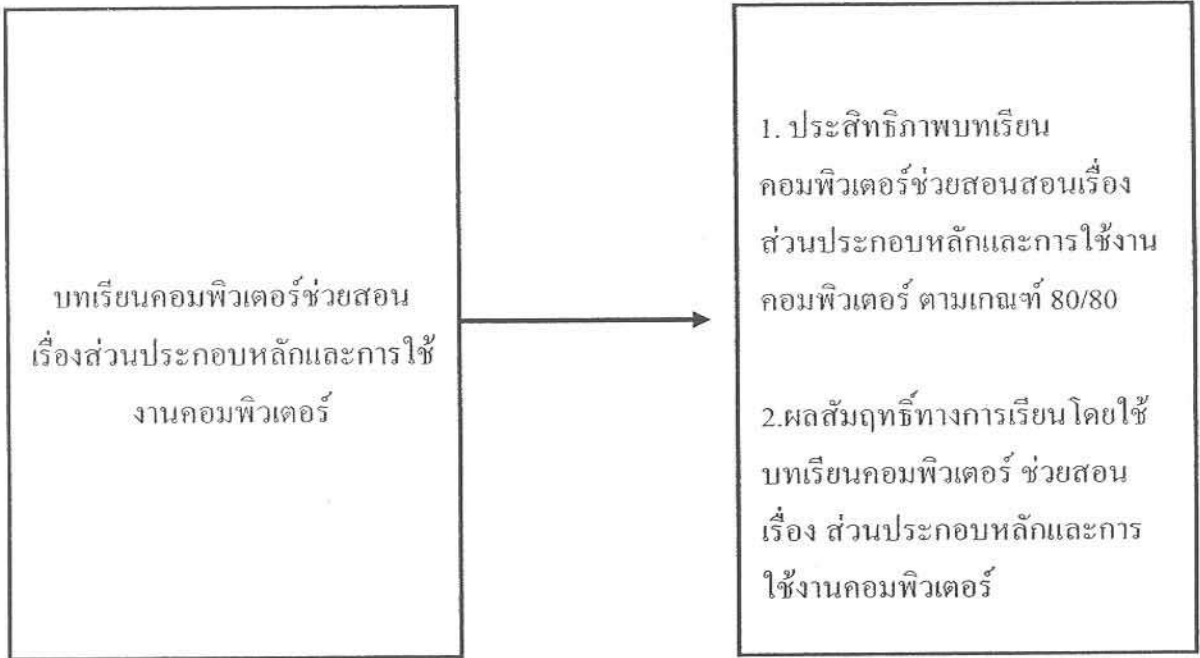 บทเรียนคอมพิวเตอร์ช่วยสอน
เรื่องส่วนประกอบหลักและการใช้
งานคอมพิวเตอร์
1. ประสิทธิภาพบทเรียน
คอมพิวเตอร์ช่วยสอนสอนเรื่อง
ส่วนประกอบหลักและการใช้งาน
คอมพิวเตอร์ ตามเกณฑ์ 80/80
2.ผลสัมฤทธิ์ทางการเรียนโดยใช้
บทเรียนคอมพิวเตอร์ ช่วยสอน
เรื่อง ส่วนประกอบหลักและการ
ใช้งานคอมพิวเตอร์